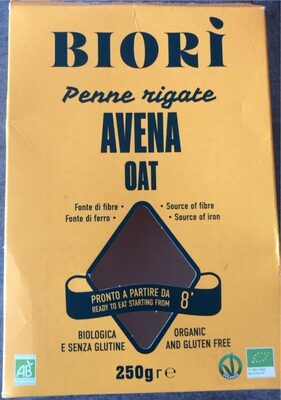 BIORÌ
Penne rigate
AVENA
OAT
Fonte di fibre • • Source of fibre
Fonte di ferro • • Source of iron
PRONTO A PARTIRE DA
READY TO EAT STARTING FROM 8'
BIOLOGICA ORGANIC
E SENZA GLUTINE AND GLUTEN FREE
250g℮
AB